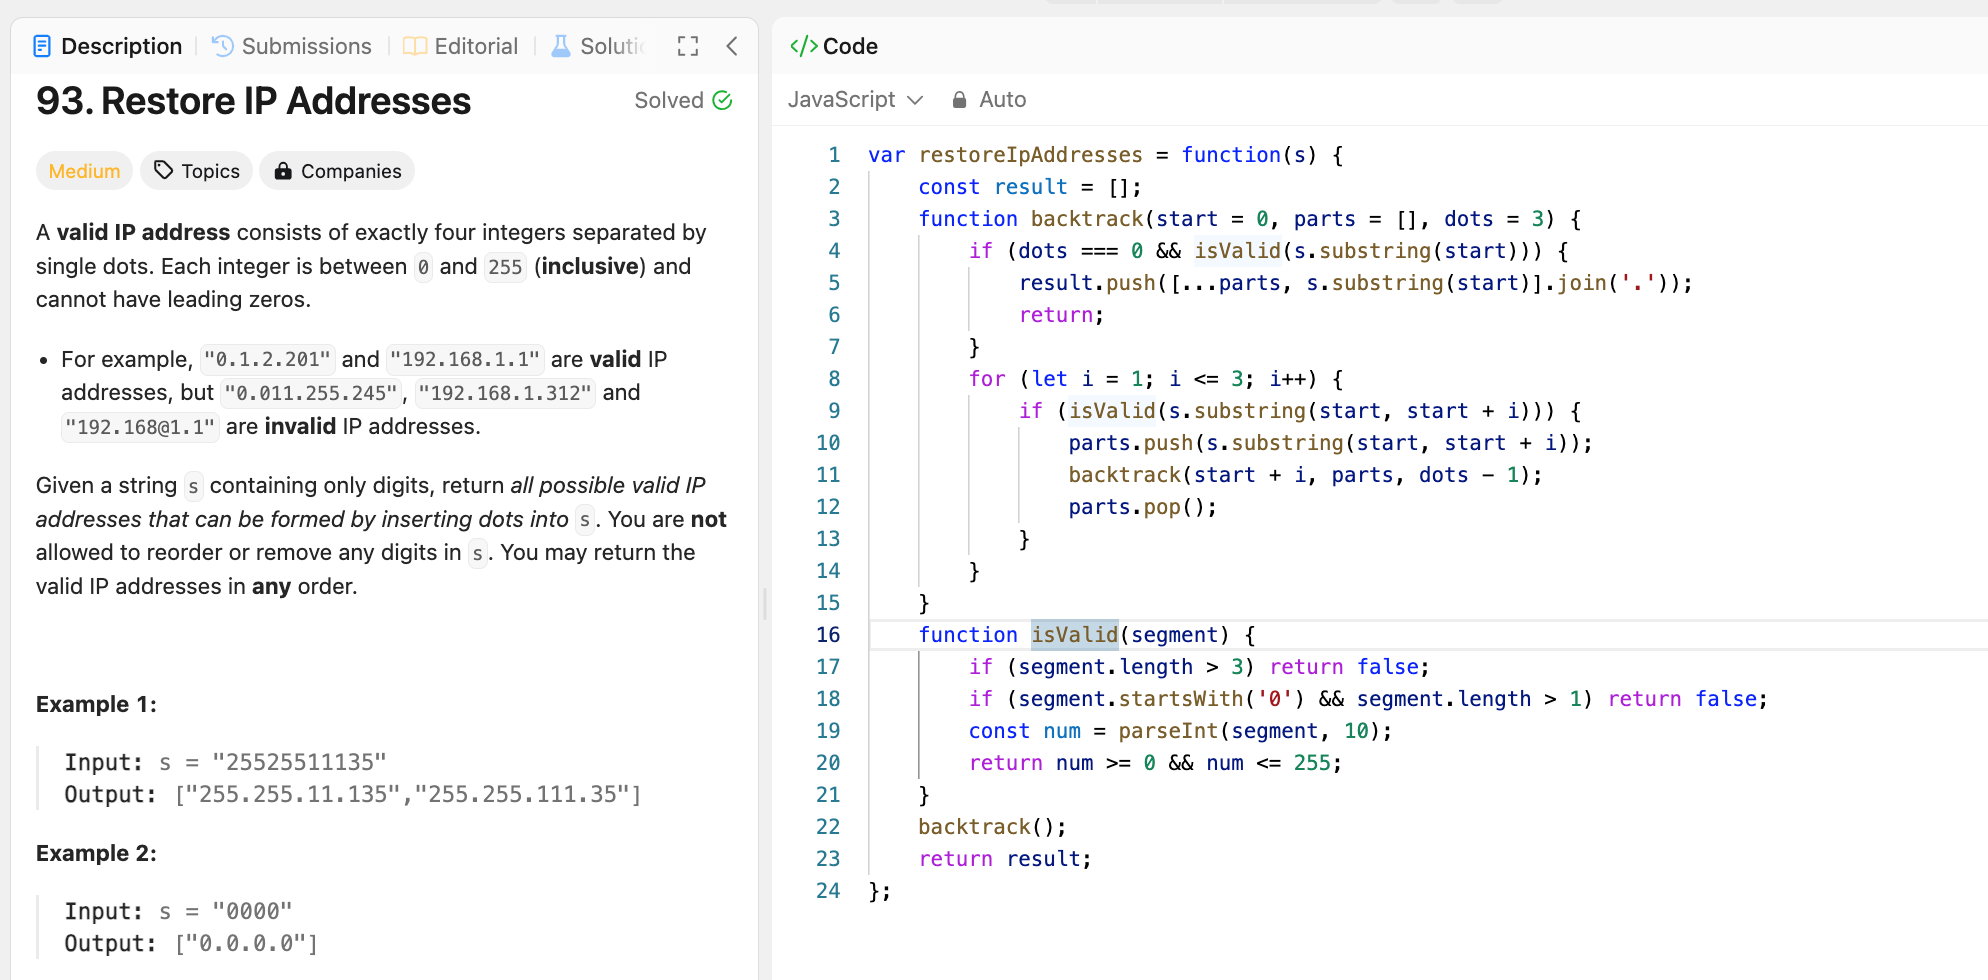 Description
Submissions
Editorial
93. Restore IP Addresses
Solved
Medium
Topics
Companies
A valid IP address consists of exactly four integers separated by
single dots. Each integer is between 0 and 255 (inclusive) and
cannot have leading zeros.
• For example, "0.1.2.201" and "192.168.1.1" are valid IP
addresses, but "0.011.255.245", "192.168.1.312" and
"192.168@1.1" are invalid IP addresses.
Given a string s containing only digits, return all possible valid IP
addresses that can be formed by inserting dots into s. You are not
allowed to reorder or remove any digits in s. You may return the
valid IP addresses in any order.
Example 1:
Input: s = "25525511135"
Output: ["255.255.11.135","255.255.111.35"]
Example 2:
Input: s = "0000"
Output: ["0.0.0.0"]
</> Code
JavaScript
Auto
1 var restoreIpAddresses = function(s) {
2     const result = [];
3     function backtrack(start = 0, parts = [], dots = 3) {
4         if (dots === 0 && isValid(s.substring(start))) {
5             result.push([...parts, s.substring(start)].join('.'));
6             return;
7         }
8         for (let i = 1; i <= 3; i++) {
9             if (isValid(s.substring(start, start + i))) {
10                 parts.push(s.substring(start, start + i));
11                 backtrack(start + i, parts, dots - 1);
12                 parts.pop();
13             }
14         }
15     }
16     function isValid(segment) {
17         if (segment.length > 3) return false;
18         if (segment.startsWith('0') && segment.length > 1) return false;
19         const num = parseInt(segment, 10);
20         return num >= 0 && num <= 255;
21     }
22     backtrack();
23     return result;
24 };